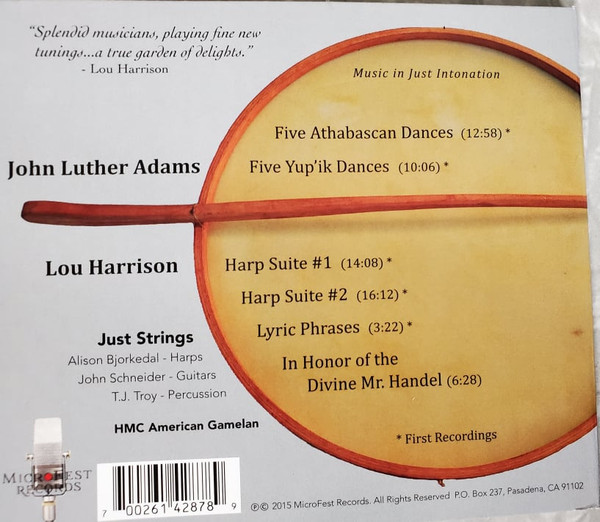 “Splendid musicians, playing fine new
tunings...a true garden of delights.”
- Lou Harrison
Music in Just Intonation
Five Athabascan Dances (12:58) *
John Luther Adams
Five Yup’ik Dances (10:06) *
Lou Harrison
Harp Suite #1 (14:08) *
Harp Suite #2 (16:12) *
Lyric Phrases (3:22) *
In Honor of the
Divine Mr. Handel (6:28)
Just Strings
Alison Bjorkedal - Harps
John Schneider - Guitars
T.J. Troy - Percussion
HMC American Gamelan
* First Recordings
MICROFEST
RECORDS
7 00261 42878 9
℗© 2015 MicroFest Records. All Rights Reserved P.O. Box 237, Pasadena, CA 91102